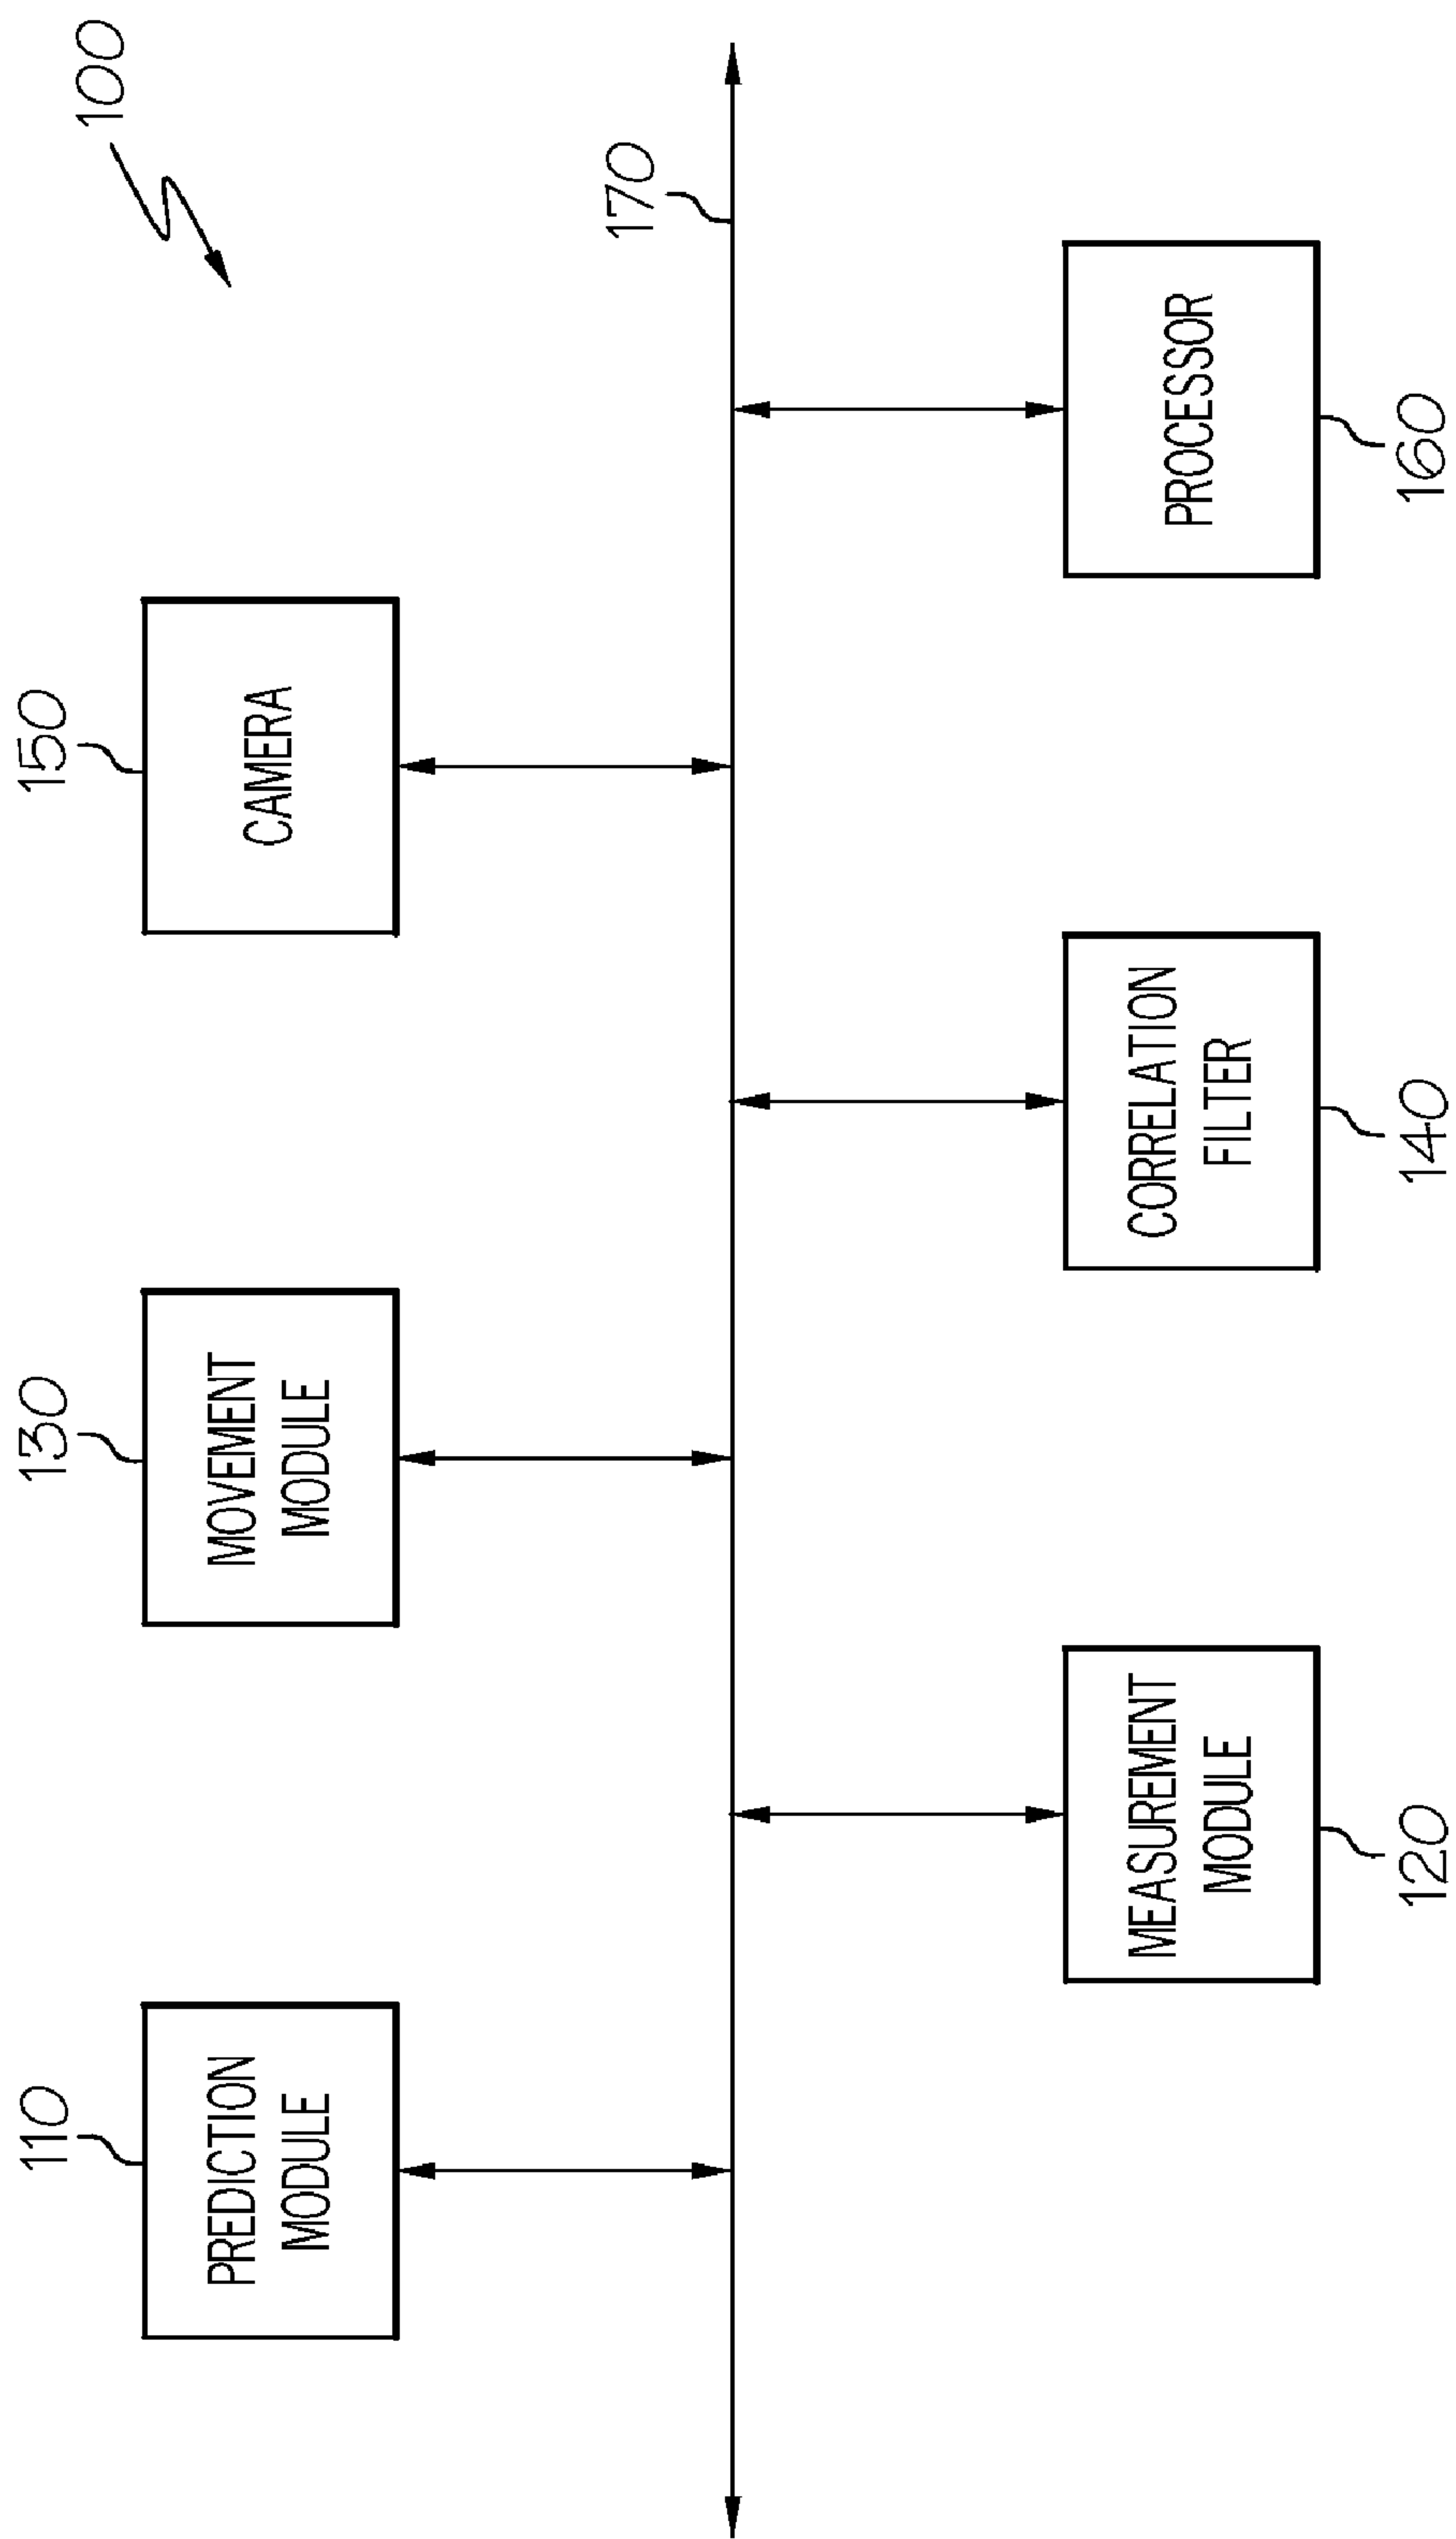 100
110
PREDICTION
MODULE
130
MOVEMENT
MODULE
150
CAMERA
170
MEASUREMENT
MODULE
120
CORRELATION
FILTER
140
PROCESSOR
160